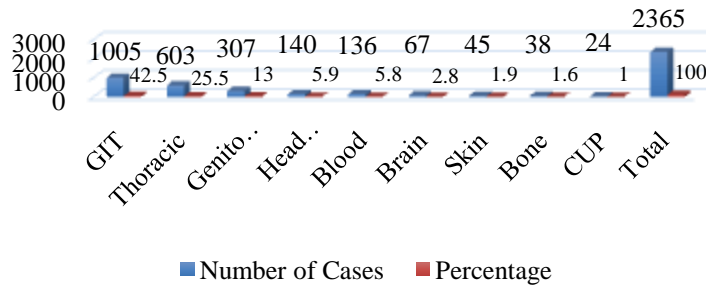 2365
3000 1005 603 307 140 136 67 45 38 24
2000
1000 42.5 25.5 13 5.9 5.8 2.8 1.9 1.6 1 100
0
GIT Thoracic Genito.. Head.. Blood Brain Skin Bone CUP Total
Number of Cases Percentage